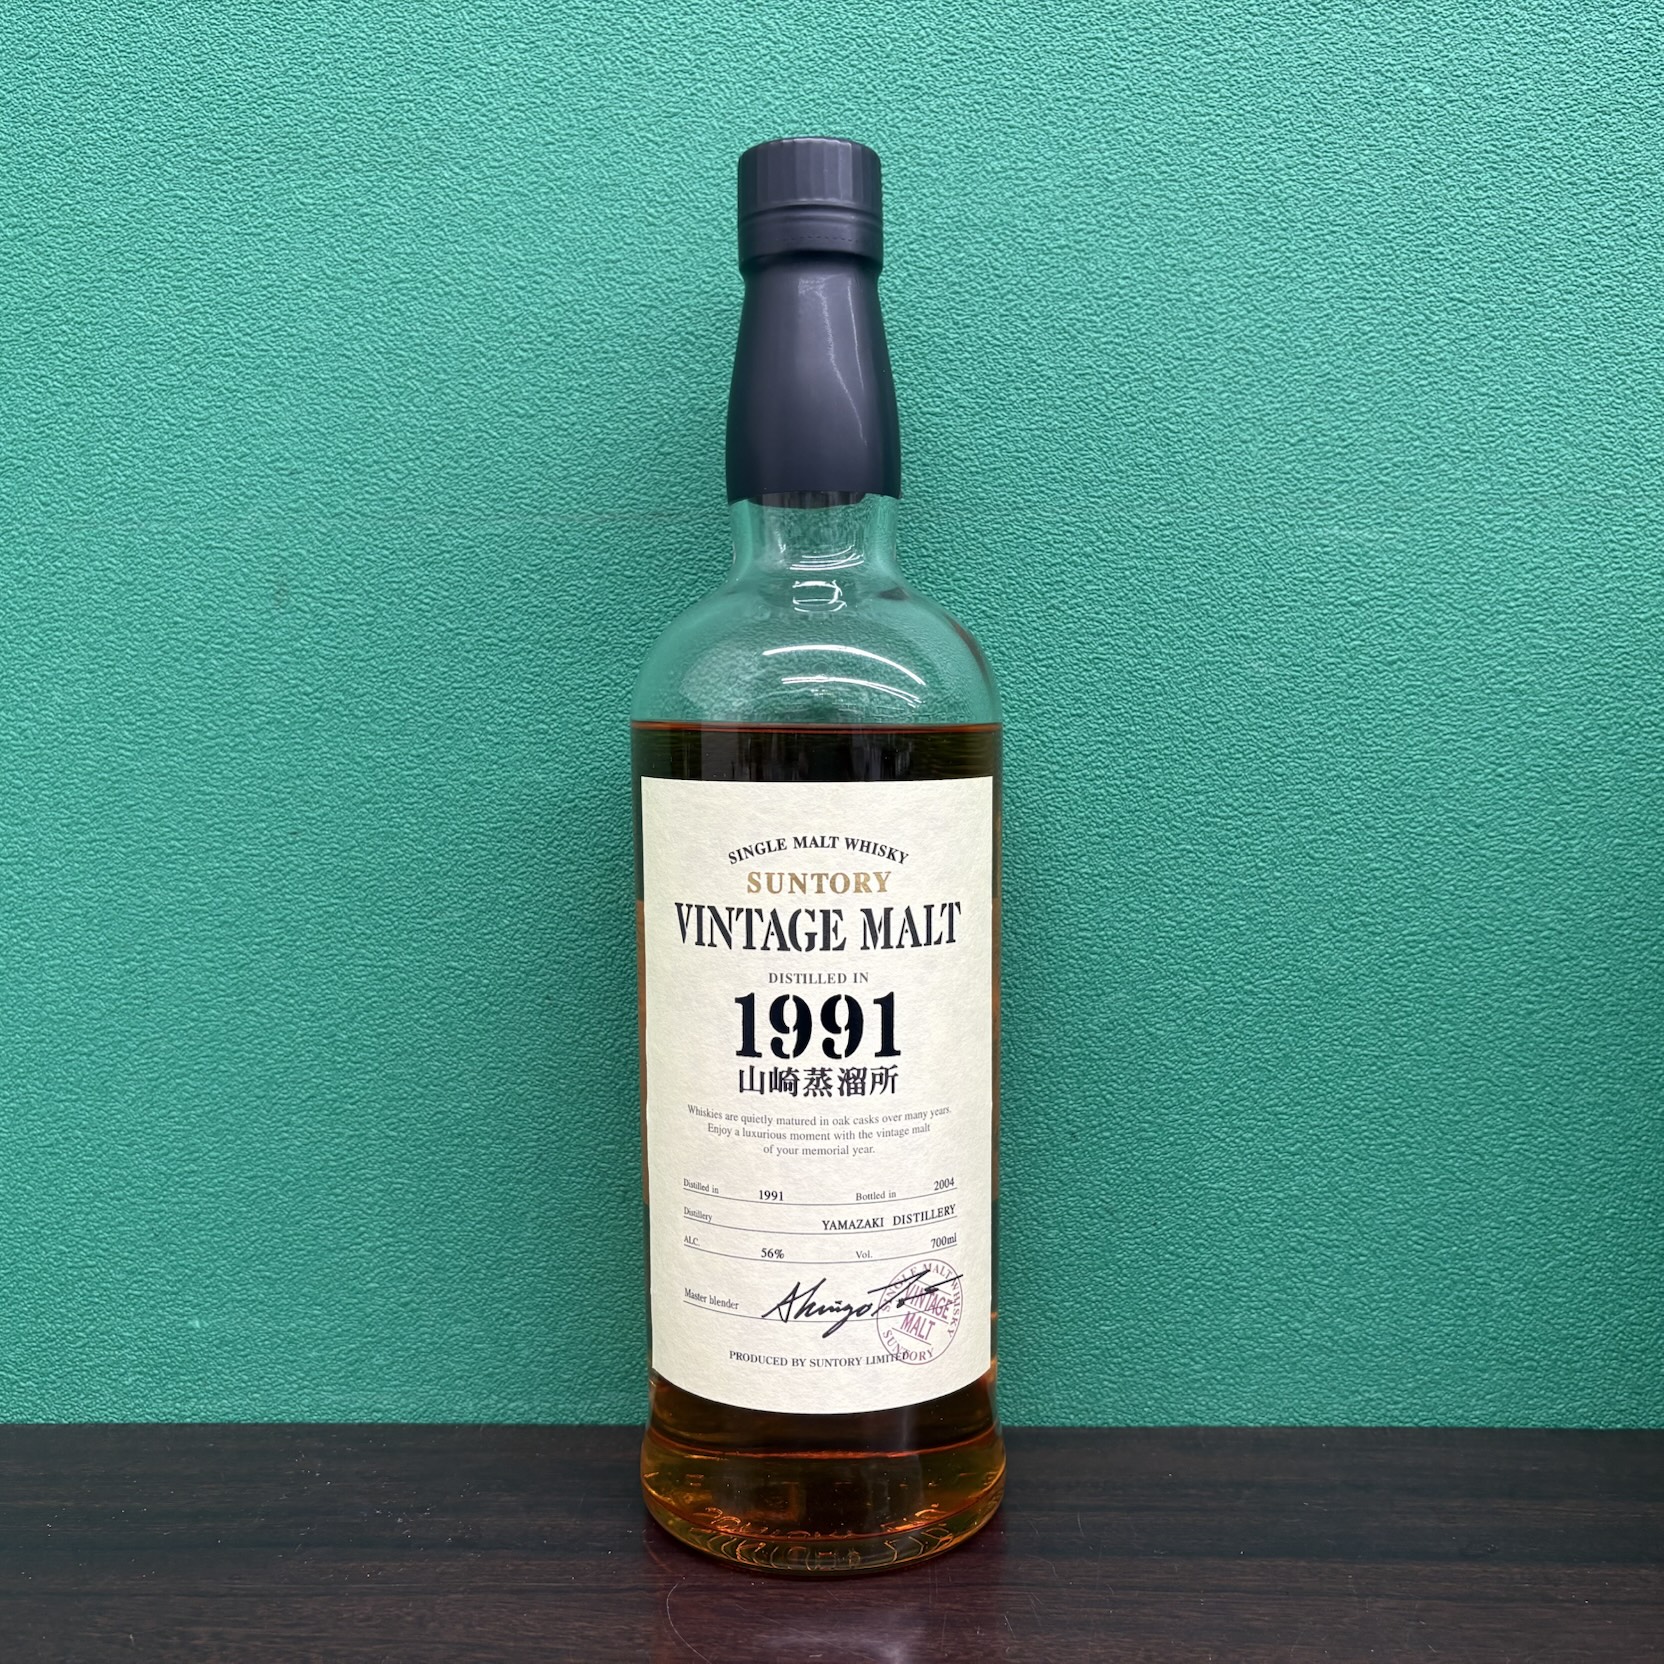 SINGLE MALT WHISKY
SUNTORY
VINTAGE MALT
DISTILLED IN
1991
山崎蒸溜所
Whiskies are quietly matured in oak casks over many years.
Enjoy a luxurious moment with the vintage malt
of your memorial year.
Distilled in 1991 Bottled in 2004
Distillery YAMAZAKI DISTILLERY
ALC. 56% Vol. 700ml
Master blender
SINGLE MALT WHISKY
VINTAGE
MALT
SUNTORY
PRODUCED BY SUNTORY LIMITED